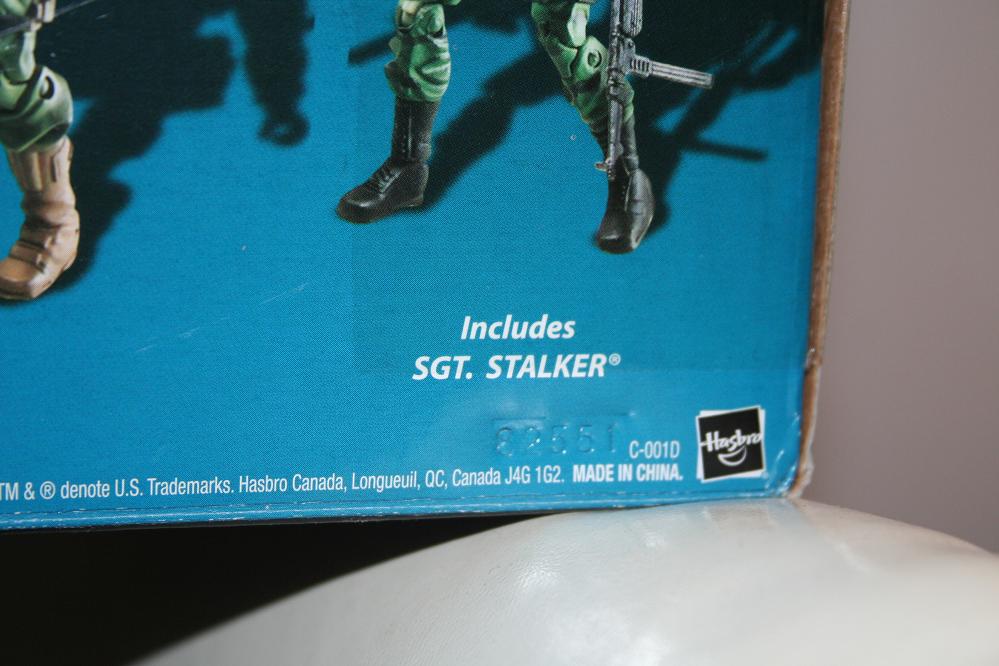 Includes
SGT. STALKER®
82551
C-001D
Hasbro
TM & ® denote U.S. Trademarks. Hasbro Canada, Longueuil, QC, Canada J4G 1G2. MADE IN CHINA.